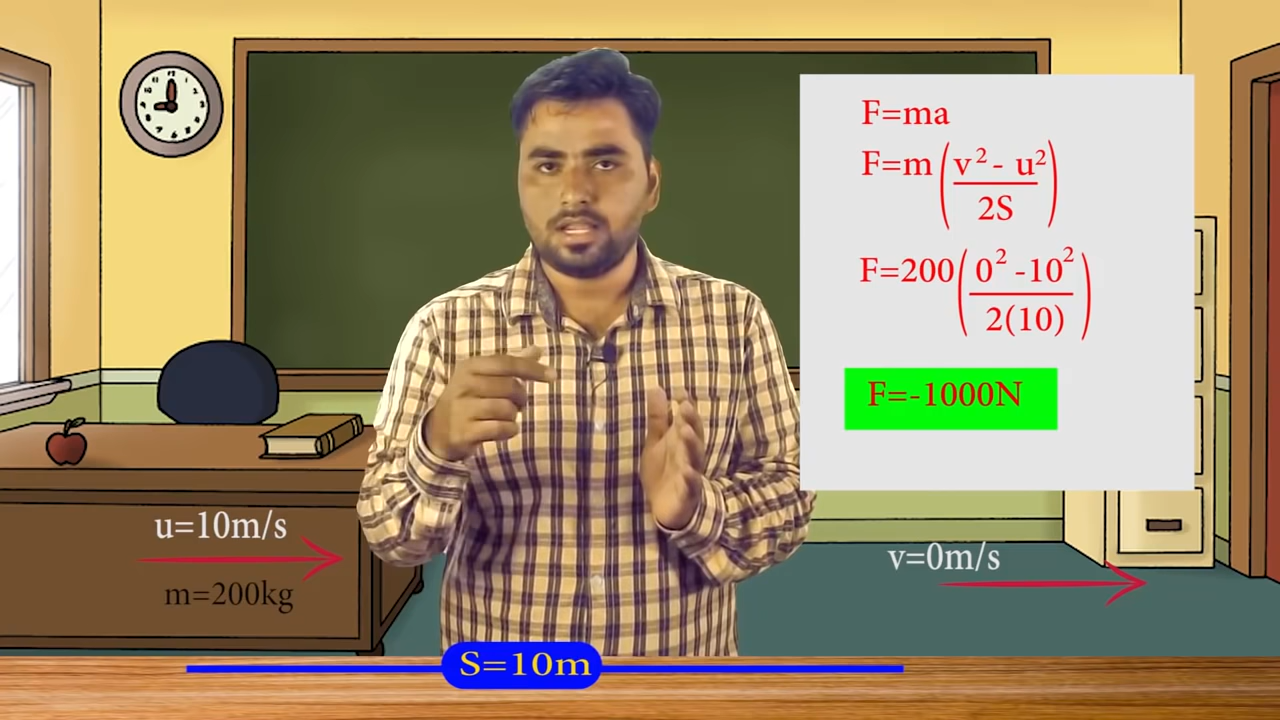 F=ma
F=m(v² - u²/2S)
F=200(0² -10²/2(10))
F=-1000N
u=10m/s
m=200kg
v=0m/s
S=10m